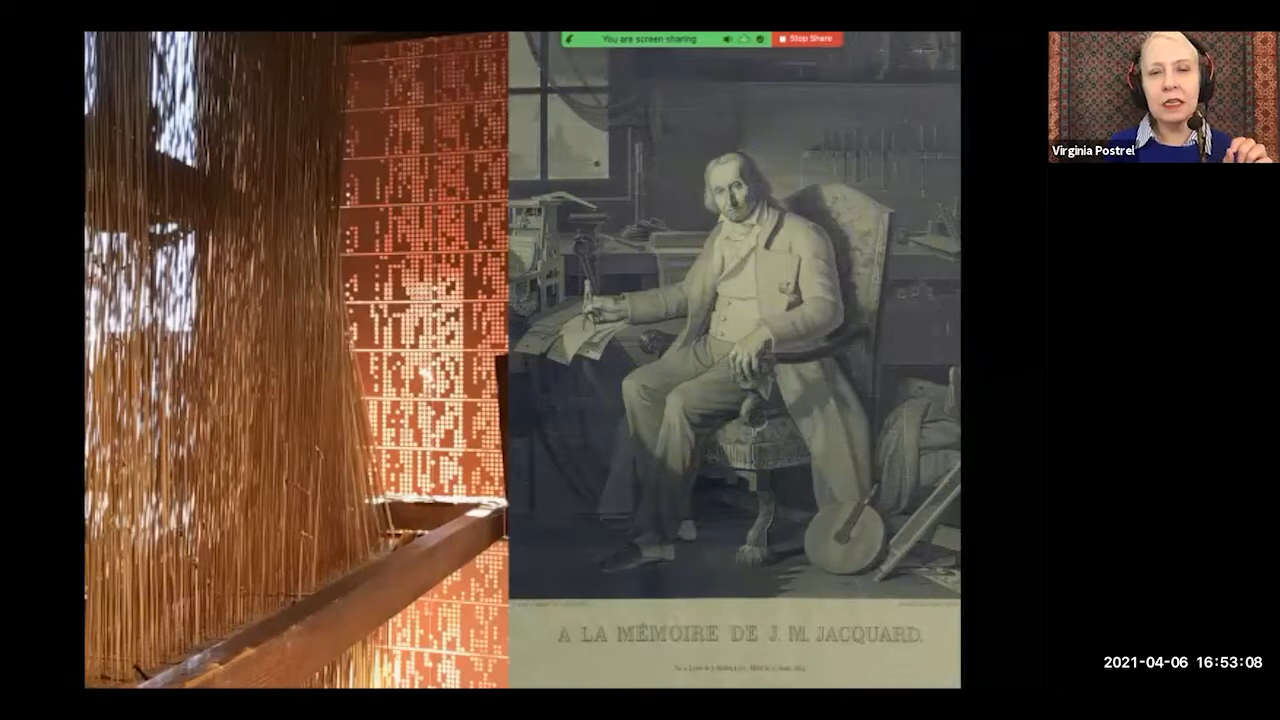 You are screen sharing
Stop Share
Virginia Postrel
A LA MÉMOIRE DE J. M. JACQUARD.
2021-04-06 16:53:08